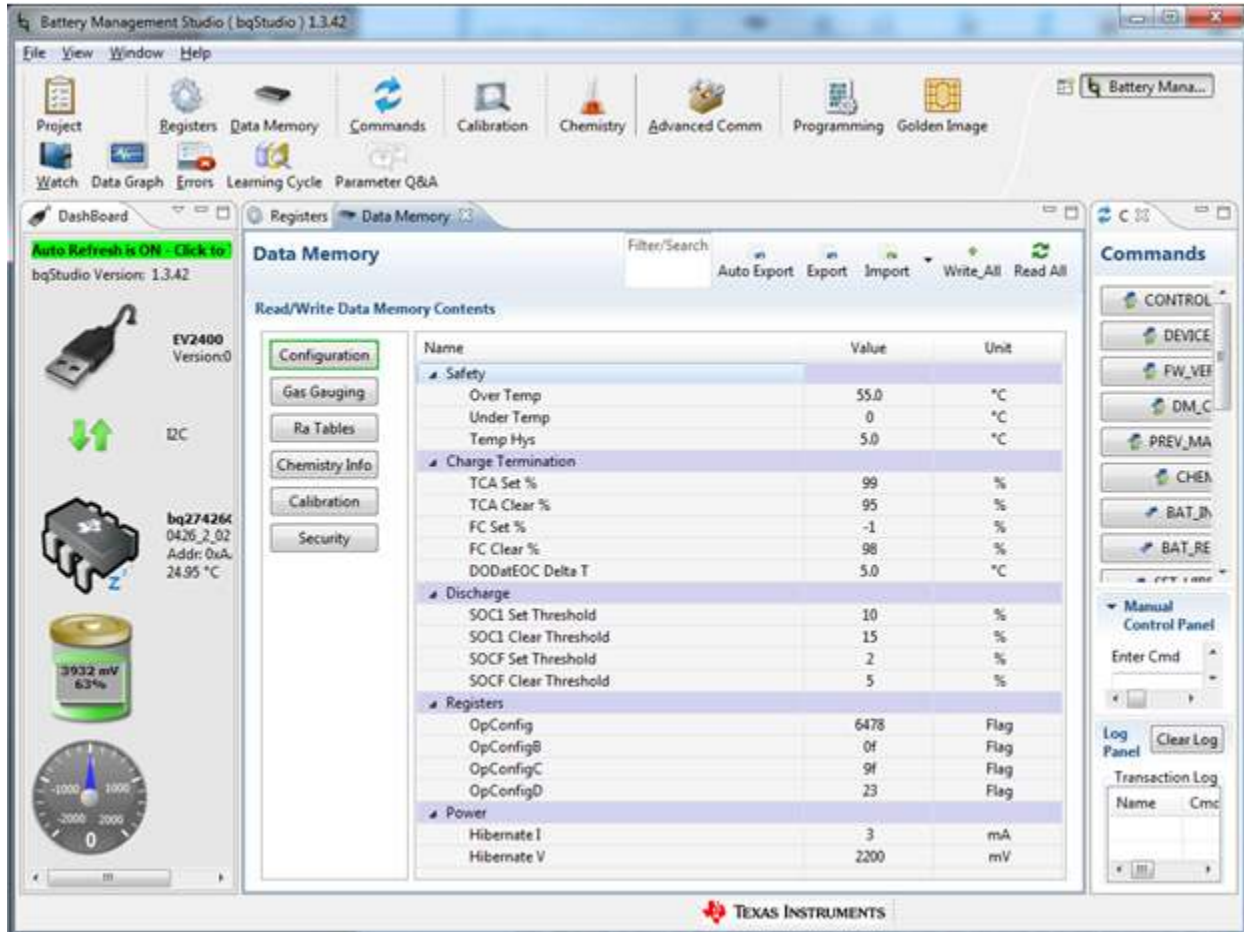 Battery Management Studio ( bqStudio ) 1.3.42
File View Window Help
Project Registers Data Memory Commands Calibration Chemistry Advanced Comm Programming Golden Image
Battery Mana...
Watch Data Graph Errors Learning Cycle Parameter Q&A
DashBoard
Auto Refresh is ON - Click to
bqStudio Version: 1.3.42
EV2400
Version:0
I2C
bq27426
0426_2_02
Addr: 0xA
24.95 °C
Z
3932 mV
63%
-1000 1000
-2000 2000
0
Registers Data Memory
Data Memory
Filter/Search
Auto Export Export Import Write_All Read All
Read/Write Data Memory Contents
Configuration
Gas Gauging
Ra Tables
Chemistry Info
Calibration
Security
Name Value Unit
Safety
Over Temp 55.0 °C
Under Temp 0 °C
Temp Hys 5.0 °C
Charge Termination
TCA Set % 99 %
TCA Clear % 95 %
FC Set % -1 %
FC Clear % 98 %
DODatEOC Delta T 5.0 °C
Discharge
SOC1 Set Threshold 10 %
SOC1 Clear Threshold 15 %
SOCF Set Threshold 2 %
SOCF Clear Threshold 5 %
Registers
OpConfig 6478 Flag
OpConfigB 0f Flag
OpConfigC 9f Flag
OpConfigD 23 Flag
Power
Hibernate I 3 mA
Hibernate V 2200 mV
C
Commands
CONTROL
DEVICE
FW_VER
DM_C
PREV_MA
CHEM
BAT_IN
BAT_RE
Manual
Control Panel
Enter Cmd
Log
Panel
Clear Log
Transaction Log
Name Cmd
TEXAS INSTRUMENTS